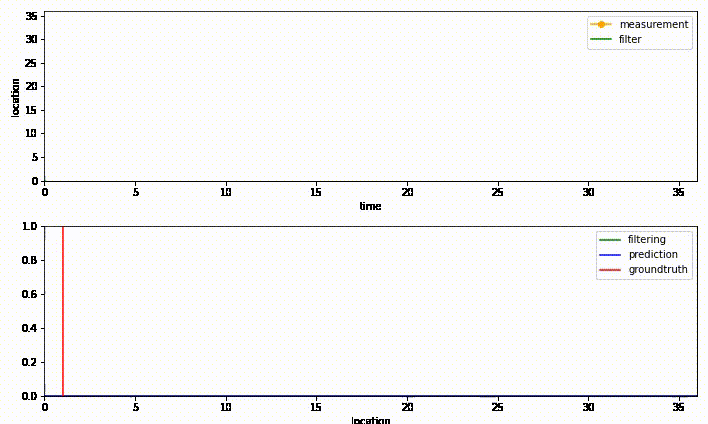 35
30
25
20
15
10
5
0
location
measurement
filter
0 5 10 15 20 25 30 35
time
1.0
0.8
0.6
0.4
0.2
0.0
filtering
prediction
groundtruth
0 5 10 15 20 25 30 35
location